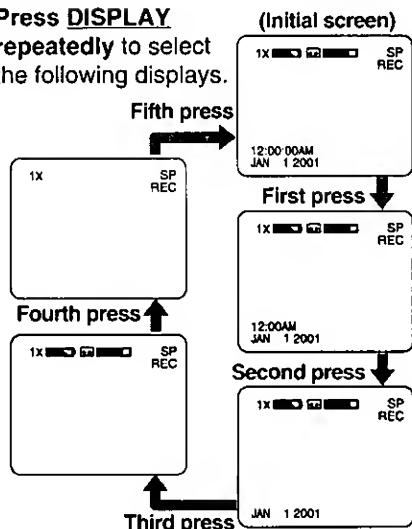 Press DISPLAY
repeatedly to select
the following displays.
(Initial screen)
1X SP
REC
12:00:00AM
JAN 1 2001
Fifth press
First press
1X SP
REC
1X SP
REC
12:00AM
JAN 1 2001
Fourth press
Second press
1X SP
REC
1X SP
REC
JAN 1 2001
Third press